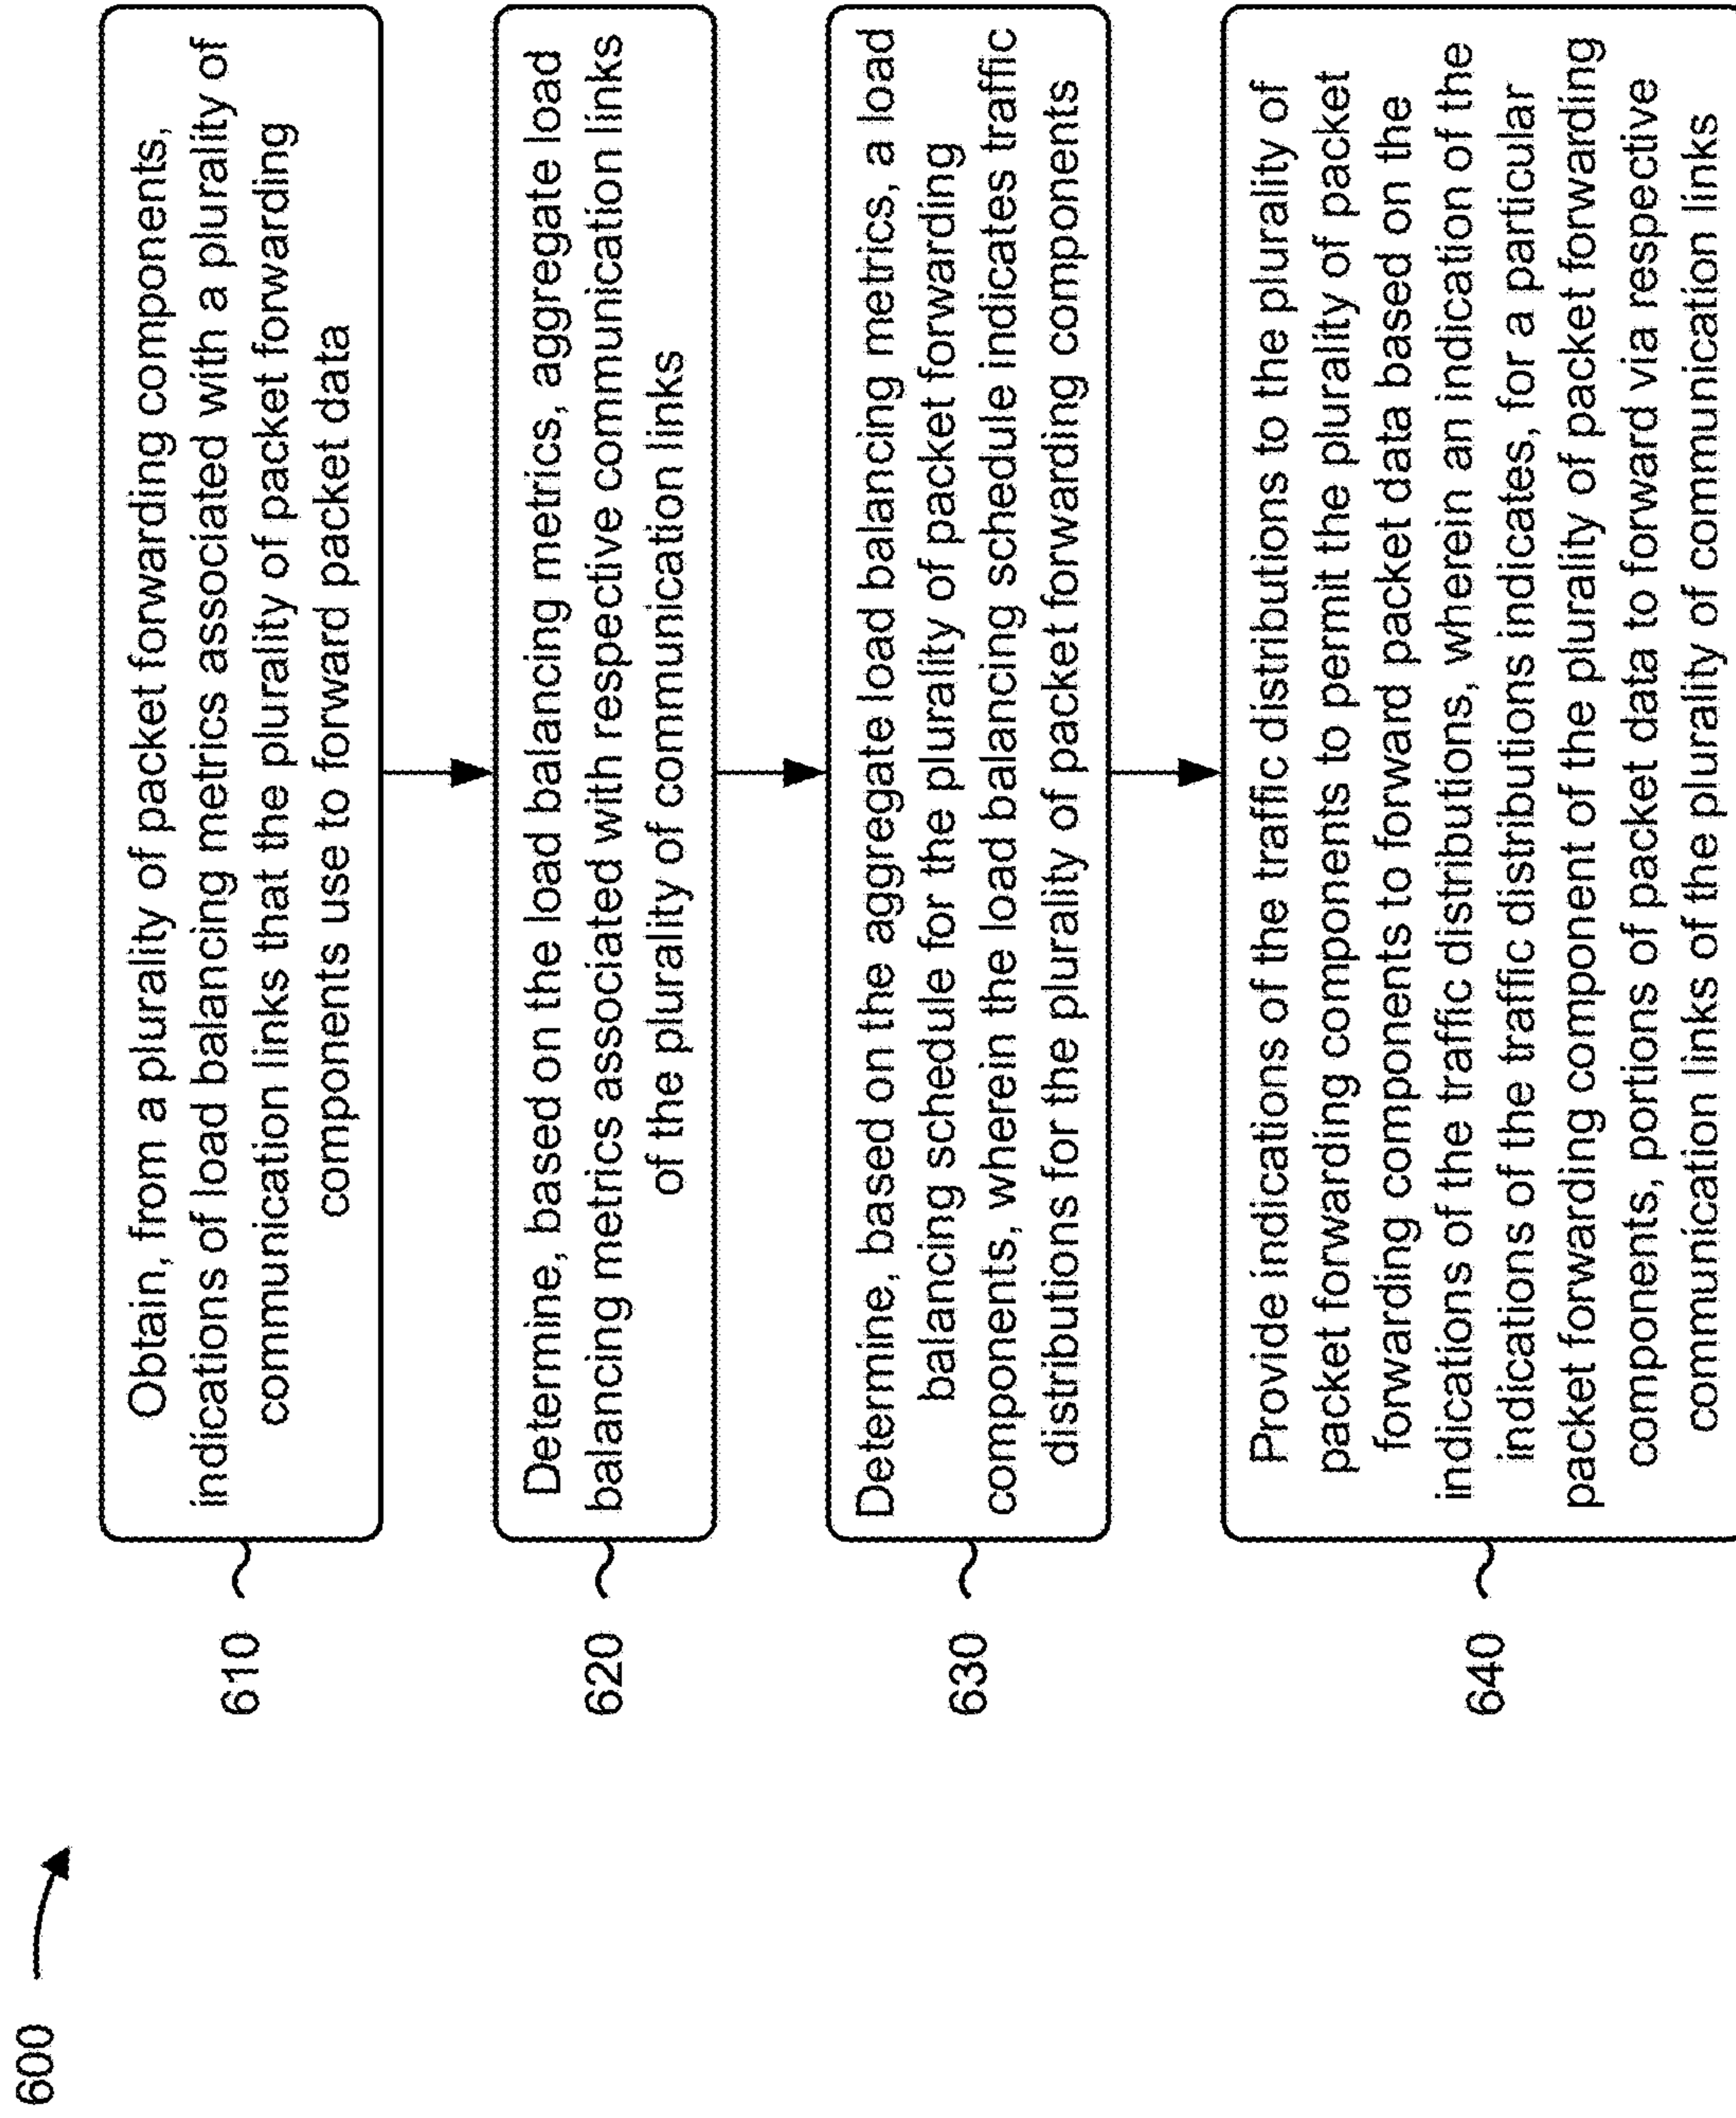 600
610
Obtain, from a plurality of packet forwarding components,
indications of load balancing metrics associated with a plurality of
communication links that the plurality of packet forwarding
components use to forward packet data
620
Determine, based on the load balancing metrics, aggregate load
balancing metrics associated with respective communication links
of the plurality of communication links
630
Determine, based on the aggregate load balancing metrics, a load
balancing schedule for the plurality of packet forwarding
components, wherein the load balancing schedule indicates traffic
distributions for the plurality of packet forwarding components
640
Provide indications of the traffic distributions to the plurality of
packet forwarding components to permit the plurality of packet
forwarding components to forward packet data based on the
indications of the traffic distributions, wherein an indication of the
indications of the traffic distributions indicates, for a particular
packet forwarding component of the plurality of packet forwarding
components, portions of packet data to forward via respective
communication links of the plurality of communication links